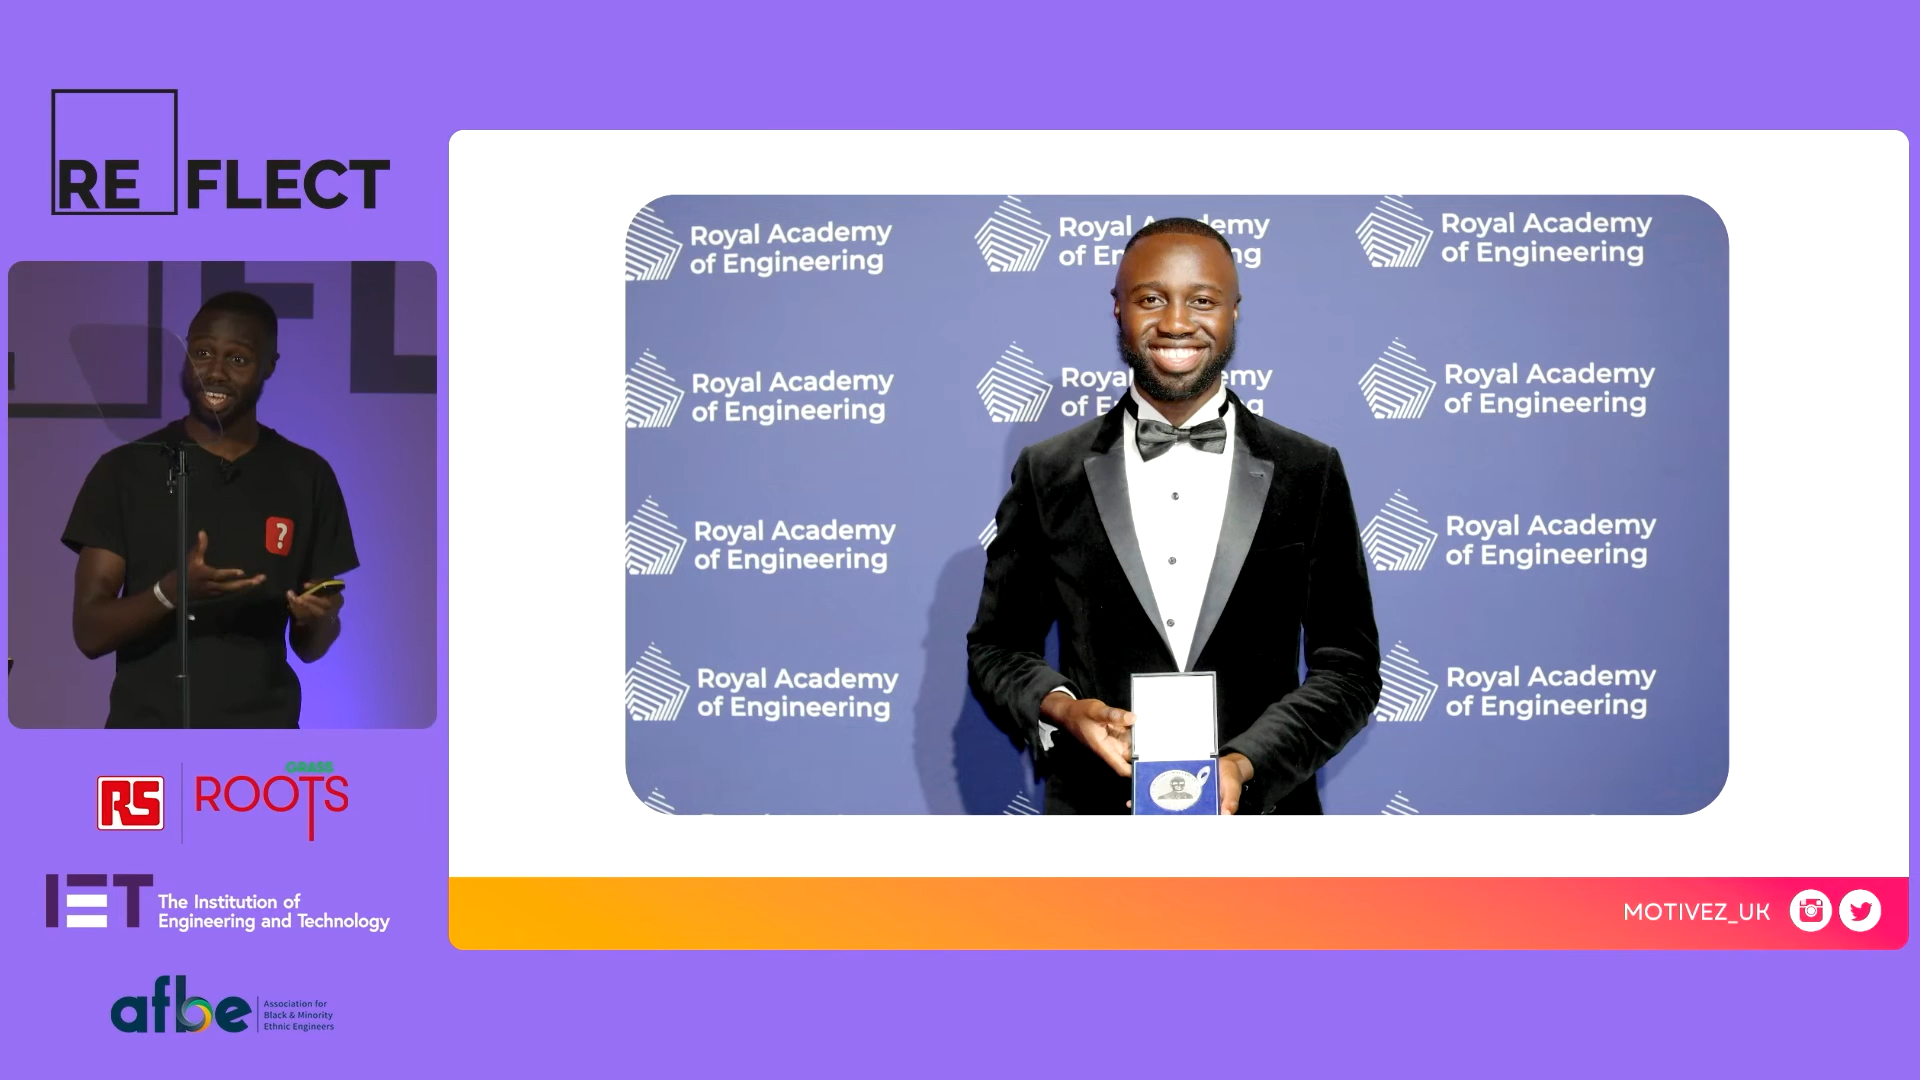 RE FLECT
?
RS
GRASS
ROOTS
IET
The Institution of
Engineering and Technology
afbe
Association for
Black & Minority
Ethnic Engineers
Royal Academy
of Engineering
Royal Academy
of Engineering
Royal Academy
of Engineering
Royal Academy
of Engineering
Royal Academy
of Engineering
Royal Academy
of Engineering
Royal Academy
of Engineering
Royal Academy
of Engineering
MOTIVEZ_UK